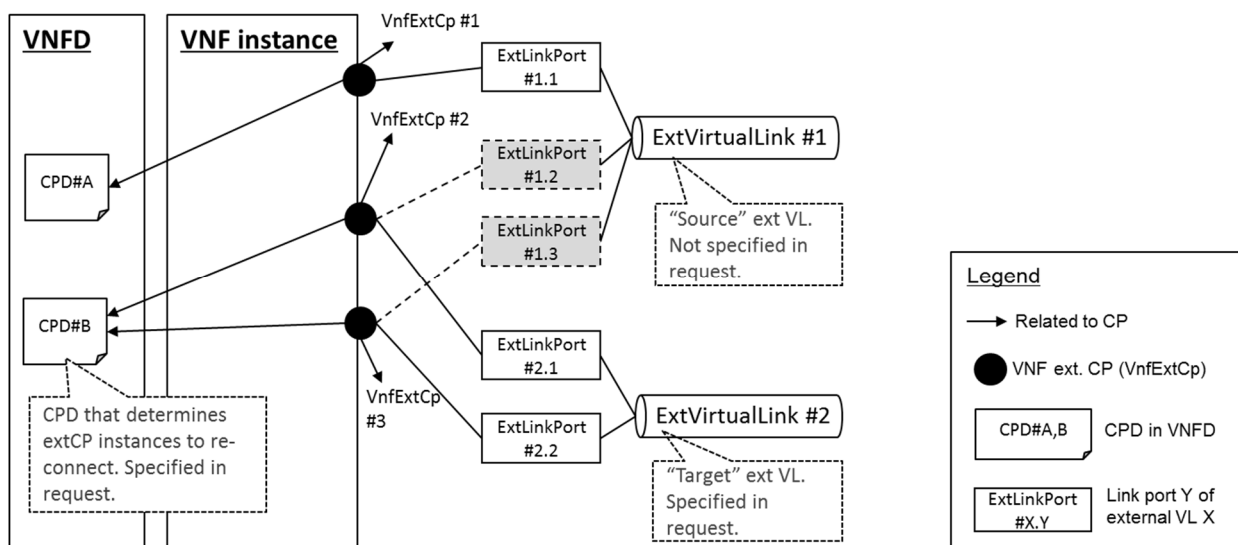 VNFD
VNF instance
VnfExtCp #1
ExtLinkPort
#1.1
VnfExtCp #2
ExtVirtualLink #1
CPD#A
ExtLinkPort
#1.2
"Source" ext VL.
Not specified in
request.
ExtLinkPort
#1.3
CPD#B
ExtLinkPort
#2.1
VnfExtCp
#3
ExtVirtualLink #2
ExtLinkPort
#2.2
CPD that determines
extCP instances to re-
connect. Specified in
request.
"Target" ext VL.
Specified in
request.
Legend
Related to CP
VNF ext. CP (VnfExtCp)
CPD#A,B
CPD in VNFD
ExtLinkPort
#X.Y
Link port Y of
external VL X